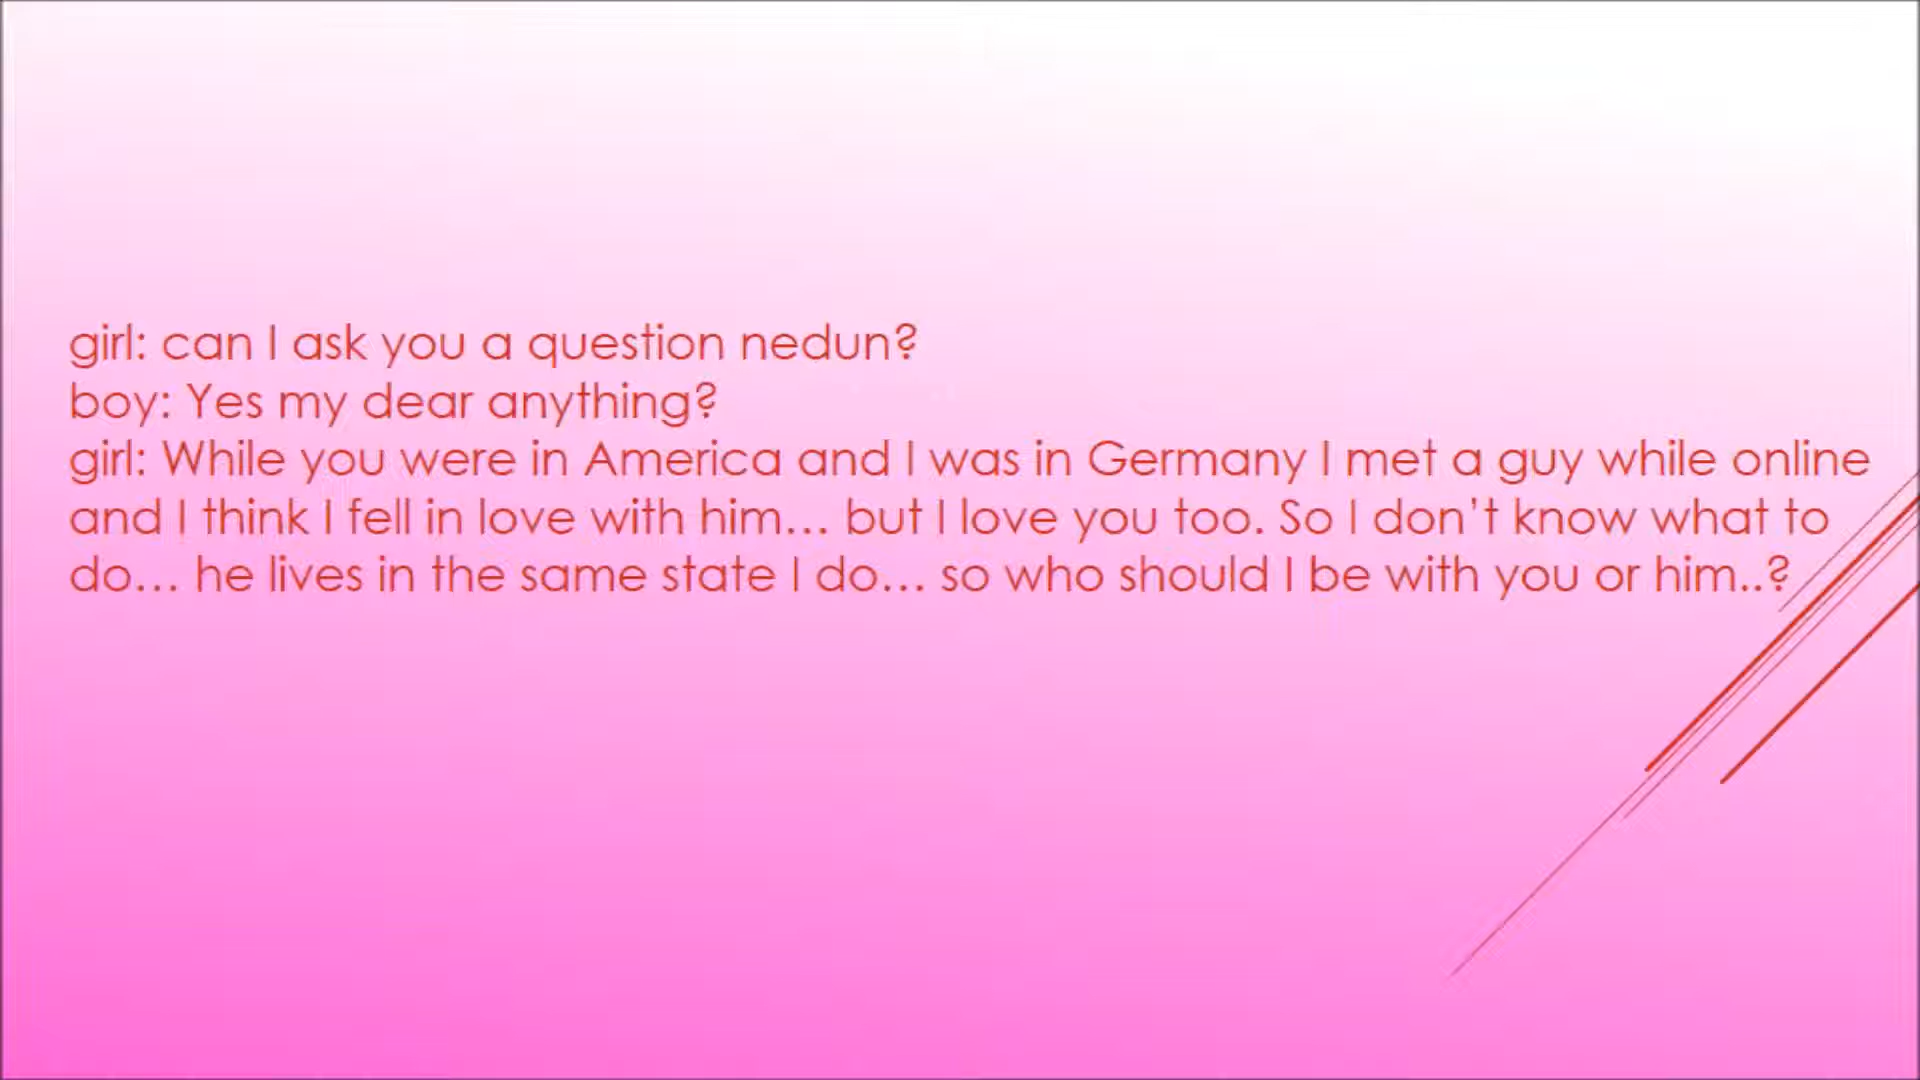 girl: can I ask you a question nedun?
boy: Yes my dear anything?
girl: While you were in America and I was in Germany I met a guy while online
and I think I fell in love with him... but I love you too. So I don't know what to
do... he lives in the same state I do... so who should I be with you or him..?